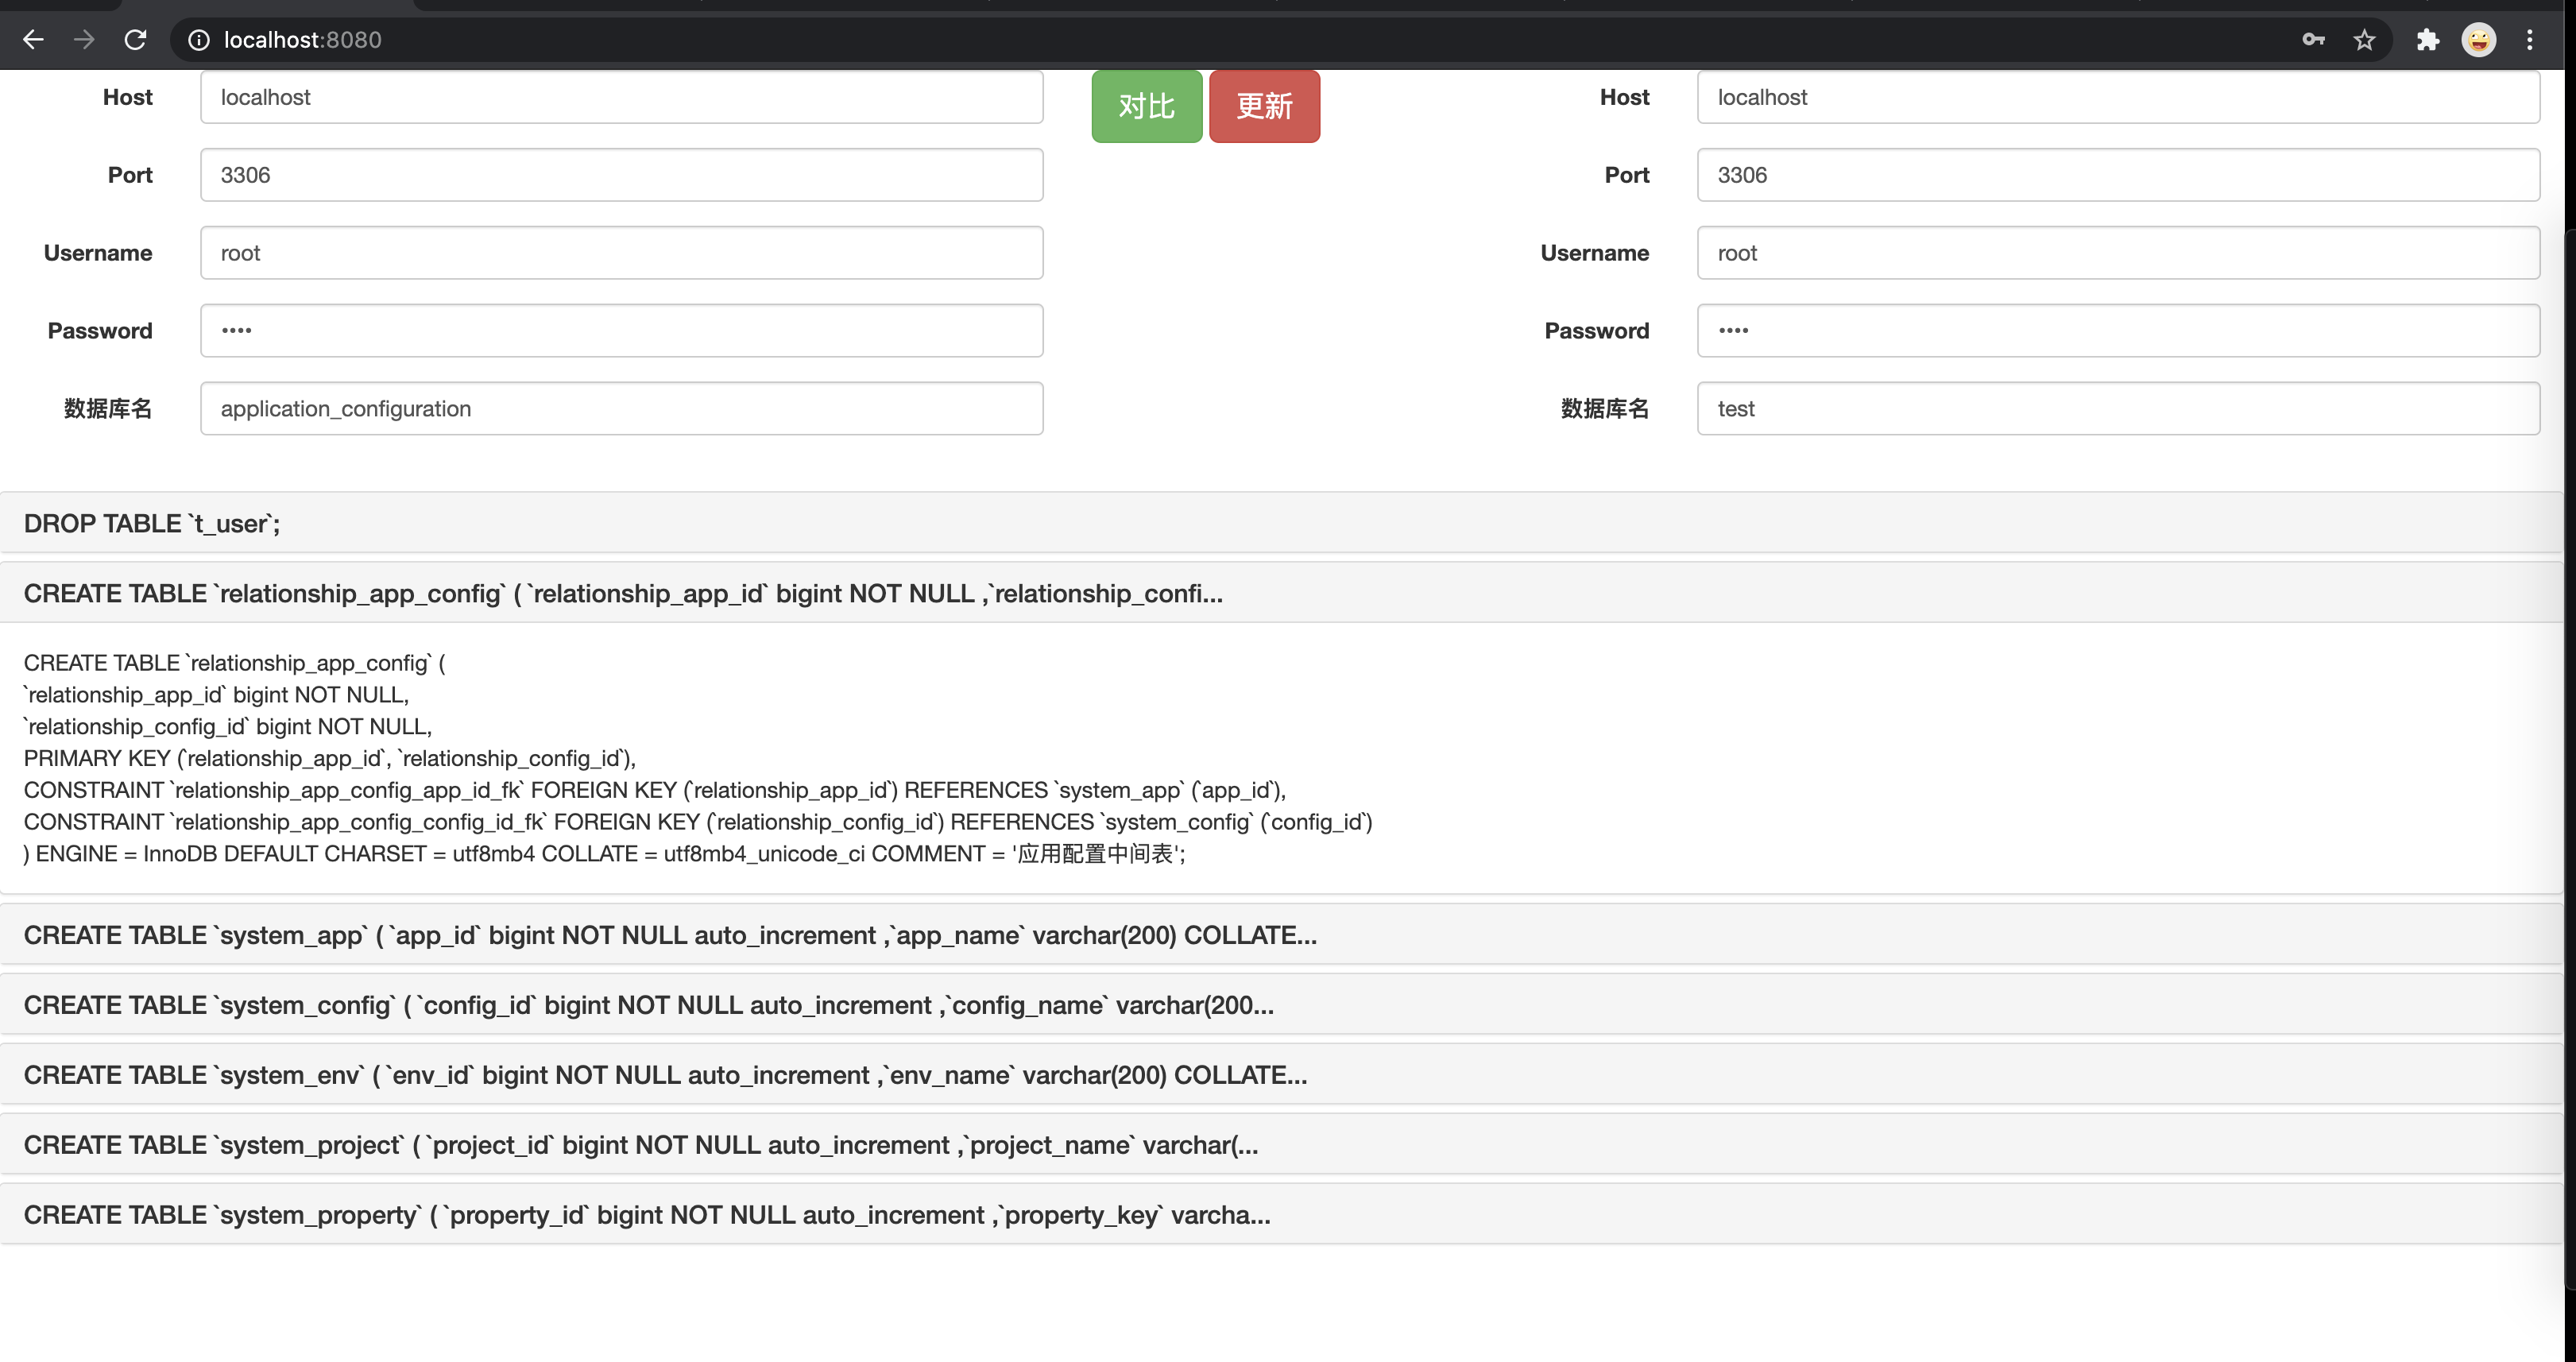 localhost:8080
Host
localhost
对比
更新
Host
localhost
Port
3306
Port
3306
Username
root
Username
root
Password
••••
Password
••••
数据库名
application_configuration
数据库名
test
DROP TABLE `t_user`;
CREATE TABLE `relationship_app_config` ( `relationship_app_id` bigint NOT NULL ,`relationship_confi...
CREATE TABLE `relationship_app_config` (
`relationship_app_id` bigint NOT NULL,
`relationship_config_id` bigint NOT NULL,
PRIMARY KEY (`relationship_app_id`, `relationship_config_id`),
CONSTRAINT `relationship_app_config_app_id_fk` FOREIGN KEY (`relationship_app_id`) REFERENCES `system_app` (`app_id`),
CONSTRAINT `relationship_app_config_config_id_fk` FOREIGN KEY (`relationship_config_id`) REFERENCES `system_config` (`config_id`)
) ENGINE = InnoDB DEFAULT CHARSET = utf8mb4 COLLATE = utf8mb4_unicode_ci COMMENT = '应用配置中间表';
CREATE TABLE `system_app` ( `app_id` bigint NOT NULL auto_increment ,`app_name` varchar(200) COLLATE...
CREATE TABLE `system_config` ( `config_id` bigint NOT NULL auto_increment ,`config_name` varchar(200...
CREATE TABLE `system_env` ( `env_id` bigint NOT NULL auto_increment ,`env_name` varchar(200) COLLATE...
CREATE TABLE `system_project` ( `project_id` bigint NOT NULL auto_increment ,`project_name` varchar(...
CREATE TABLE `system_property` ( `property_id` bigint NOT NULL auto_increment ,`property_key` varcha...